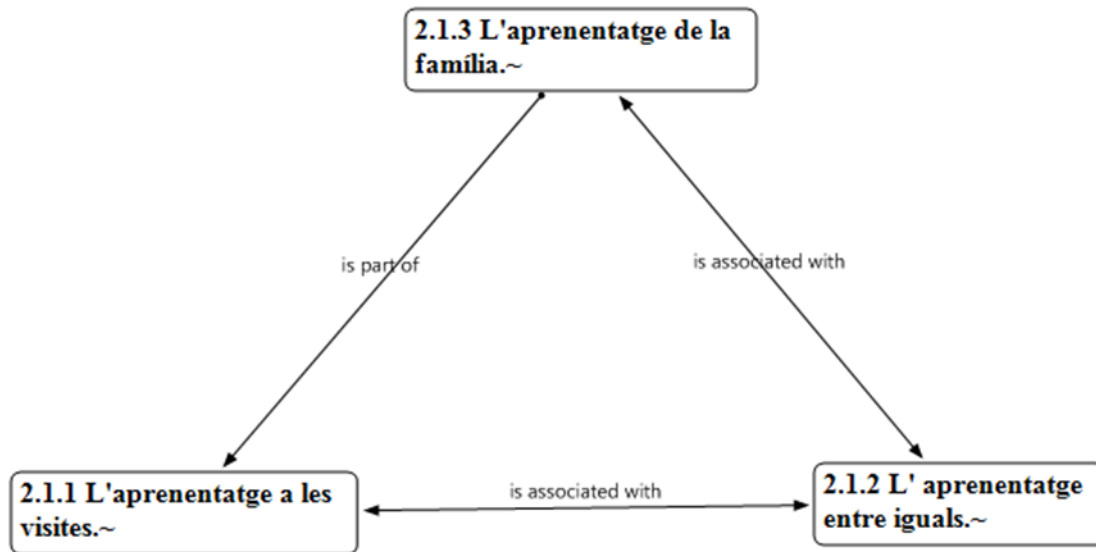 2.1.3 L'aprenentatge de la
família.~
is part of
is associated with
is associated with
2.1.1 L'aprenentatge a les
visites.~
2.1.2 L' aprenentatge
entre iguals.~